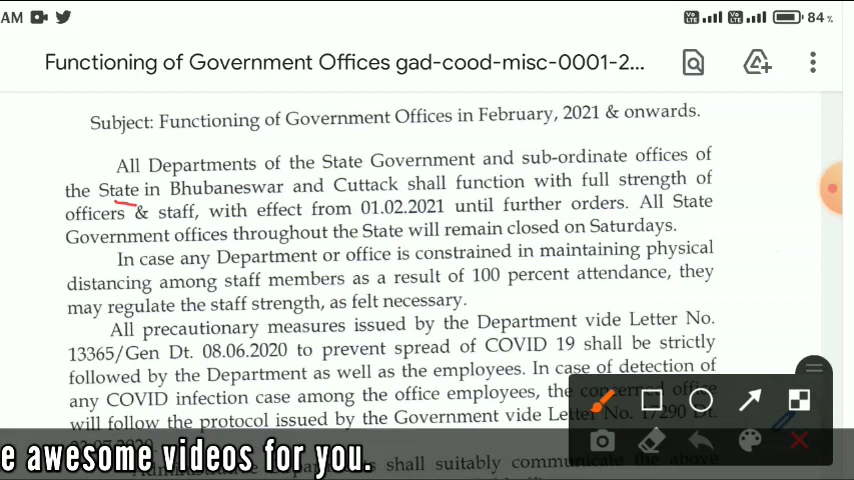 AM
84%
Functioning of Government Offices gad-cood-misc-0001-2...
Subject: Functioning of Government Offices in February, 2021 & onwards.
All Departments of the State Government and sub-ordinate offices of
the State in Bhubaneswar and Cuttack shall function with full strength of
officers & staff, with effect from 01.02.2021 until further orders. All State
Government offices throughout the State will remain closed on Saturdays.
In case any Department or office is constrained in maintaining physical
distancing among staff members as a result of 100 percent attendance, they
may regulate the staff strength, as felt necessary.
All precautionary measures issued by the Department vide Letter No.
13365/Gen Dt. 08.06.2020 to prevent spread of COVID 19 shall be strictly
followed by the Department as well as the employees. In case of detection of
any COVID infection case among the office employees, the concerned office
will follow the protocol issued by the Government vide Letter No. 17290 Dt.
e awesome videos for you.
shall suitably communicate the above